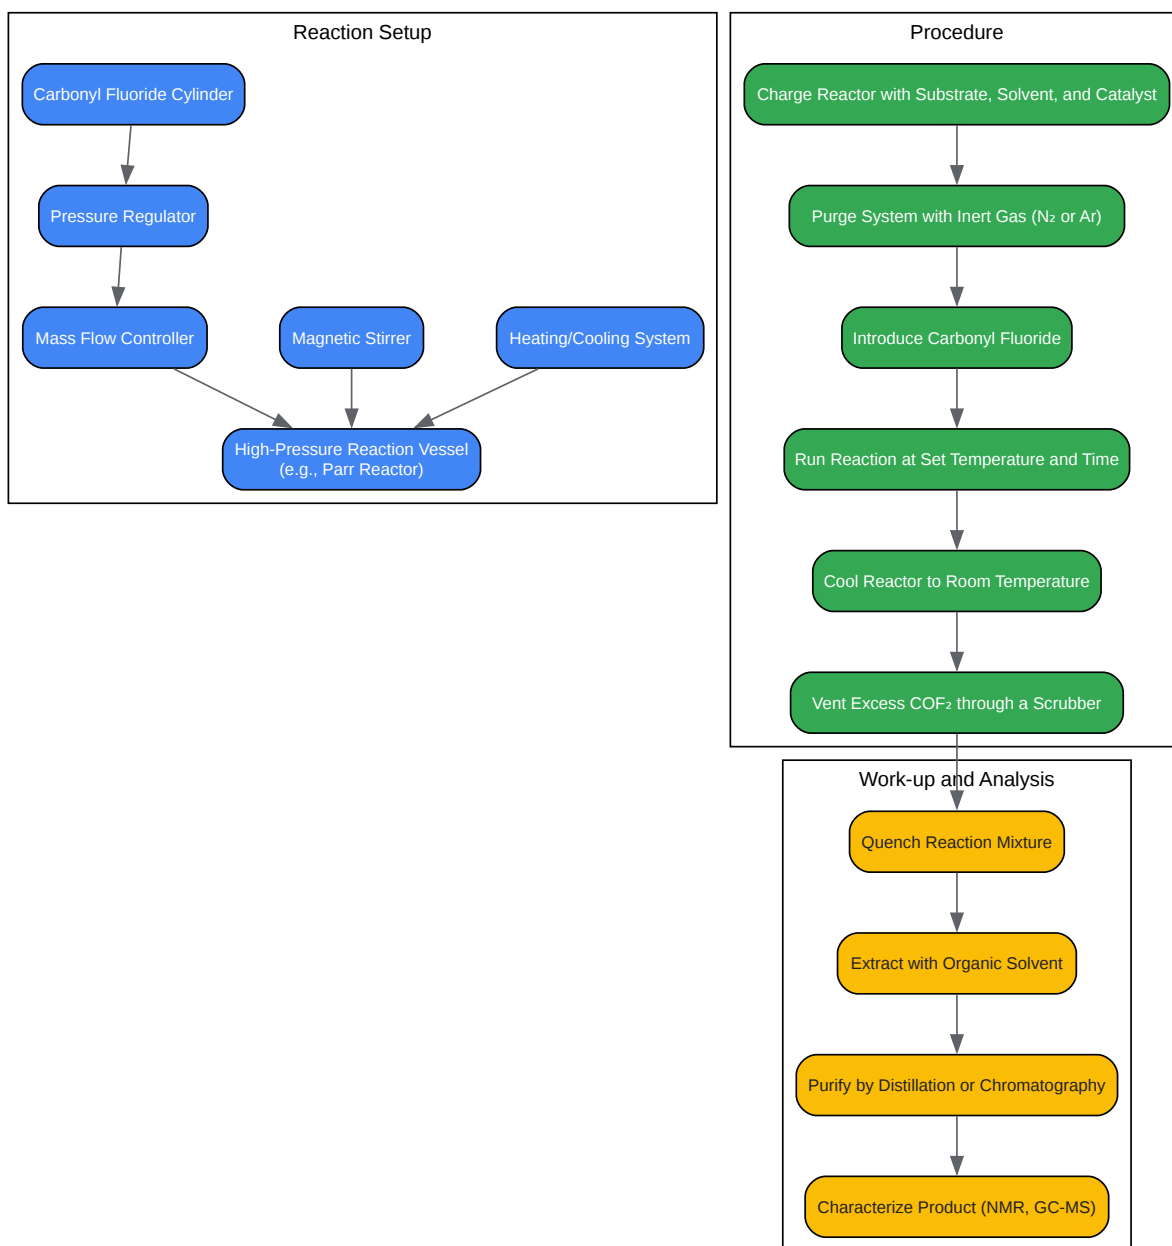 Reaction Setup
Carbonyl Fluoride Cylinder
Pressure Regulator
Mass Flow Controller
Magnetic Stirrer
Heating/Cooling System
High-Pressure Reaction Vessel
(e.g., Parr Reactor)
Procedure
Charge Reactor with Substrate, Solvent, and Catalyst
Purge System with Inert Gas (N₂ or Ar)
Introduce Carbonyl Fluoride
Run Reaction at Set Temperature and Time
Cool Reactor to Room Temperature
Vent Excess COF₂ through a Scrubber
Work-up and Analysis
Quench Reaction Mixture
Extract with Organic Solvent
Purify by Distillation or Chromatography
Characterize Product (NMR, GC-MS)